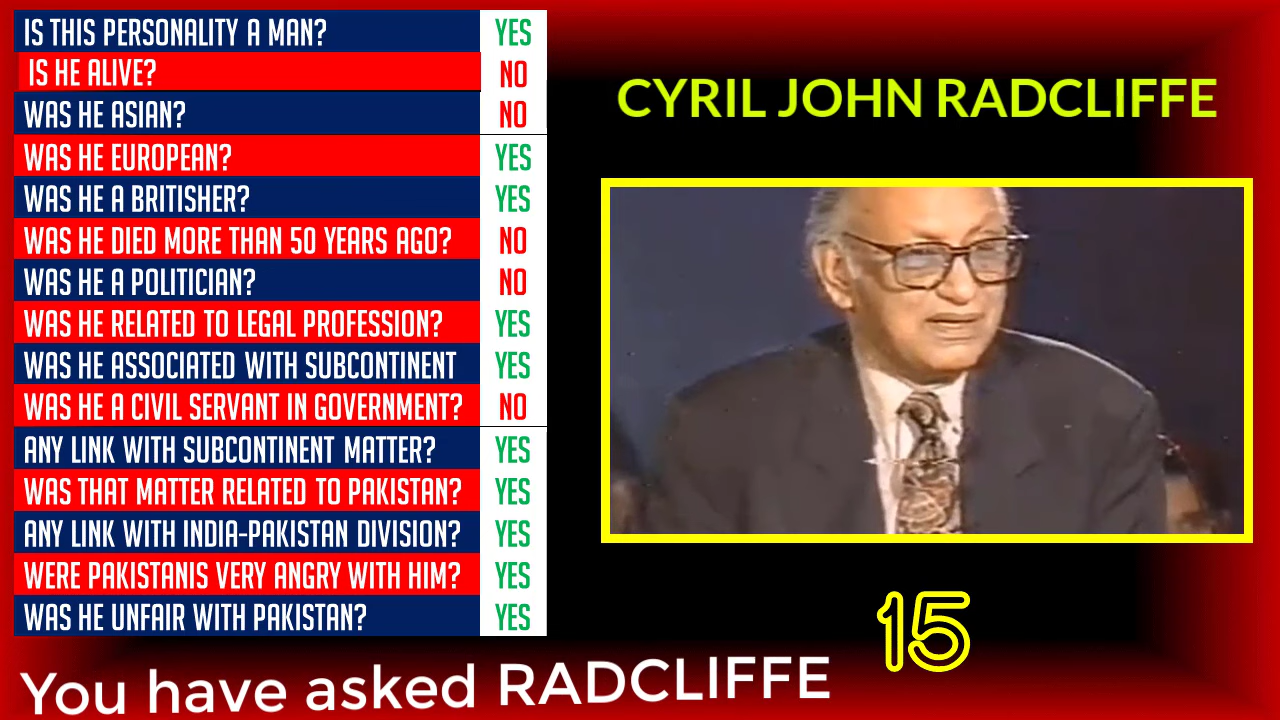 IS THIS PERSONALITY A MAN? YES
IS HE ALIVE? NO
WAS HE ASIAN? NO
WAS HE EUROPEAN? YES
WAS HE A BRITISHER? YES
WAS HE DIED MORE THAN 50 YEARS AGO? NO
WAS HE A POLITICIAN? NO
WAS HE RELATED TO LEGAL PROFESSION? YES
WAS HE ASSOCIATED WITH SUBCONTINENT YES
WAS HE A CIVIL SERVANT IN GOVERNMENT? NO
ANY LINK WITH SUBCONTINENT MATTER? YES
WAS THAT MATTER RELATED TO PAKISTAN? YES
ANY LINK WITH INDIA-PAKISTAN DIVISION? YES
WERE PAKISTANIS VERY ANGRY WITH HIM? YES
WAS HE UNFAIR WITH PAKISTAN? YES
CYRIL JOHN RADCLIFFE
15
You have asked RADCLIFFE